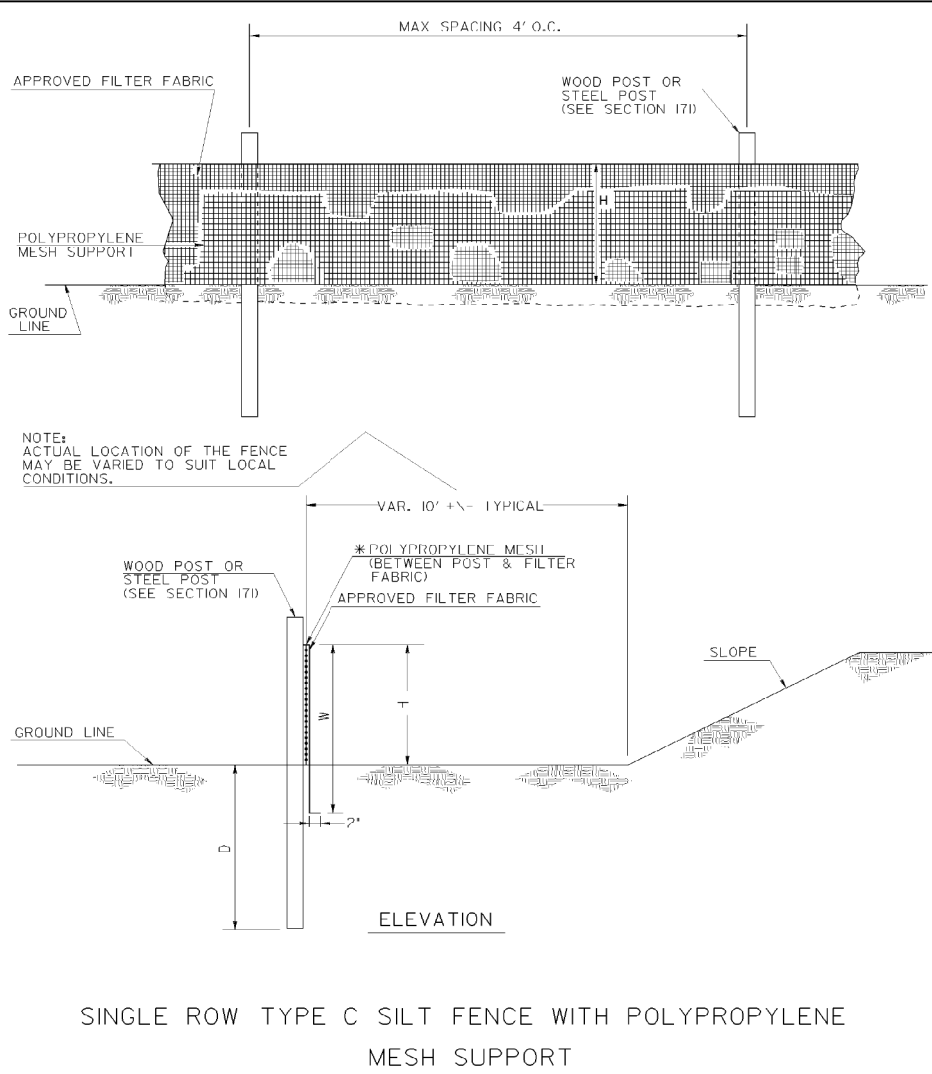 MAX SPACING 4' O.C.
APPROVED FILTER FABRIC
WOOD POST OR
STEEL POST
(SEE SECTION 171)
H
POLYPROPYLENE
MESH SUPPORT
GROUND
LINE
NOTE:
ACTUAL LOCATION OF THE FENCE
MAY BE VARIED TO SUIT LOCAL
CONDITIONS.
VAR. 10' +\- TYPICAL
WOOD POST OR
STEEL POST
(SEE SECTION 171)
*POLYPROPYLENE MESH
(BETWEEN POST & FILTER
FABRIC)
APPROVED FILTER FABRIC
SLOPE
W
H
GROUND LINE
2"
D
ELEVATION
SINGLE ROW TYPE C SILT FENCE WITH POLYPROPYLENE
MESH SUPPORT